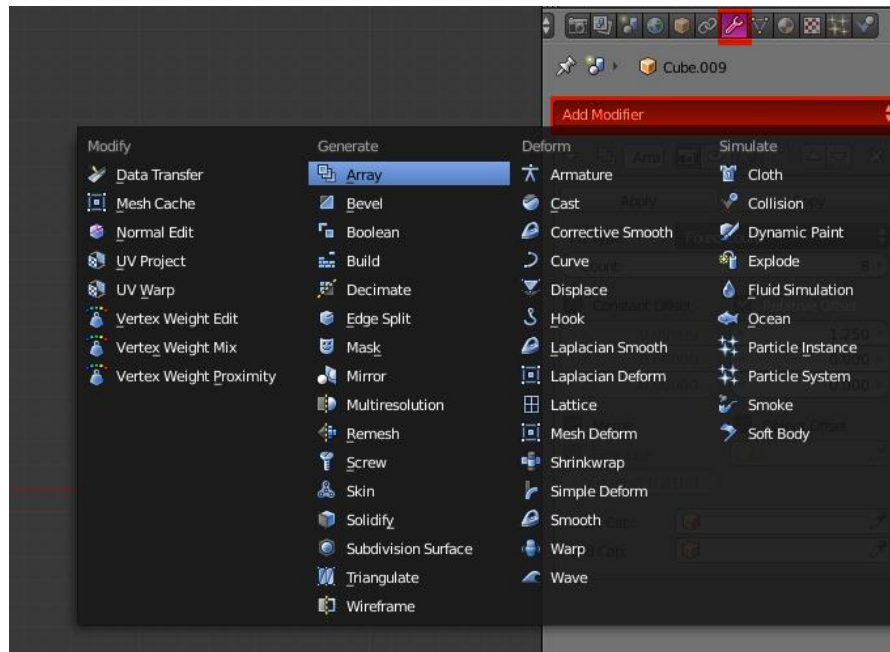 Cube.009
Add Modifier
Modify
Data Transfer
Mesh Cache
Normal Edit
UV Project
UV Warp
Vertex Weight Edit
Vertex Weight Mix
Vertex Weight Proximity
Generate
Array
Bevel
Boolean
Build
Decimate
Edge Split
Mask
Mirror
Multiresolution
Remesh
Screw
Skin
Solidify
Subdivision Surface
Triangulate
Wireframe
Deform
Armature
Cast
Corrective Smooth
Curve
Displace
Hook
Laplacian Smooth
Laplacian Deform
Lattice
Mesh Deform
Shrinkwrap
Simple Deform
Smooth
Warp
Wave
Simulate
Cloth
Collision
Dynamic Paint
Explode
Fluid Simulation
Ocean
Particle Instance
Particle System
Smoke
Soft Body